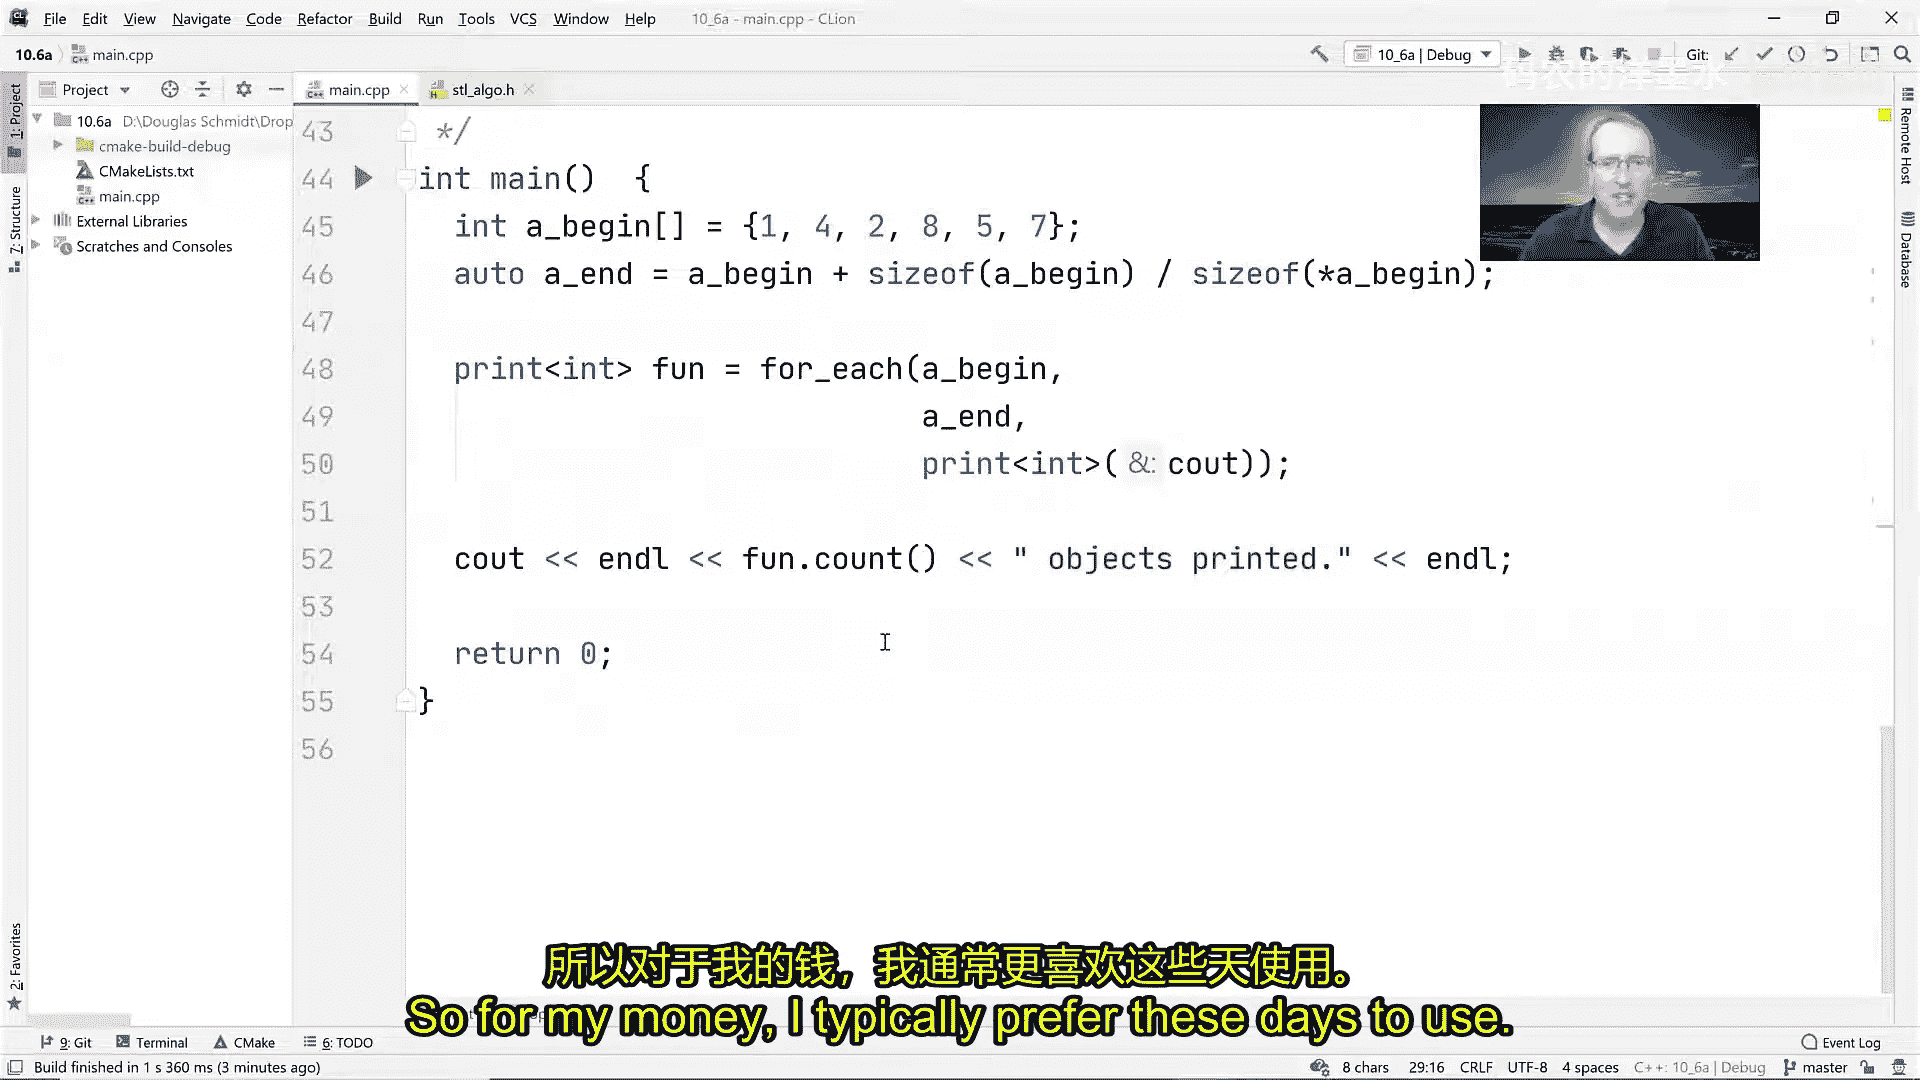 File Edit View Navigate Code Refactor Build Run Tools VCS Window Help 10_6a - main.cpp - CLion
10.6a main.cpp 10_6a | Debug Git:
码农的洋墨水
1: Project
Project
main.cpp stl_algo.h
10.6a D:\Douglas Schmidt\Drop
cmake-build-debug
CMakeLists.txt
main.cpp
External Libraries
Scratches and Consoles
7: Structure
2: Favorites
Remote Host
Database
43 */
44 int main() {
45 int a_begin[] = {1, 4, 2, 8, 5, 7};
46 auto a_end = a_begin + sizeof(a_begin) / sizeof(*a_begin);
47
48 print<int> fun = for_each(a_begin,
49 a_end,
50 print<int>( &: cout));
51
52 cout << endl << fun.count() << " objects printed." << endl;
53
54 return 0;
55 }
56
所以对于我的钱，我通常更喜欢这些天使用。
So for my money, I typically prefer these days to use.
9: Git Terminal CMake 6: TODO Event Log
Build finished in 1 s 360 ms (3 minutes ago) 8 chars 29:16 CRLF UTF-8 4 spaces C++: 10_6a | Debug master